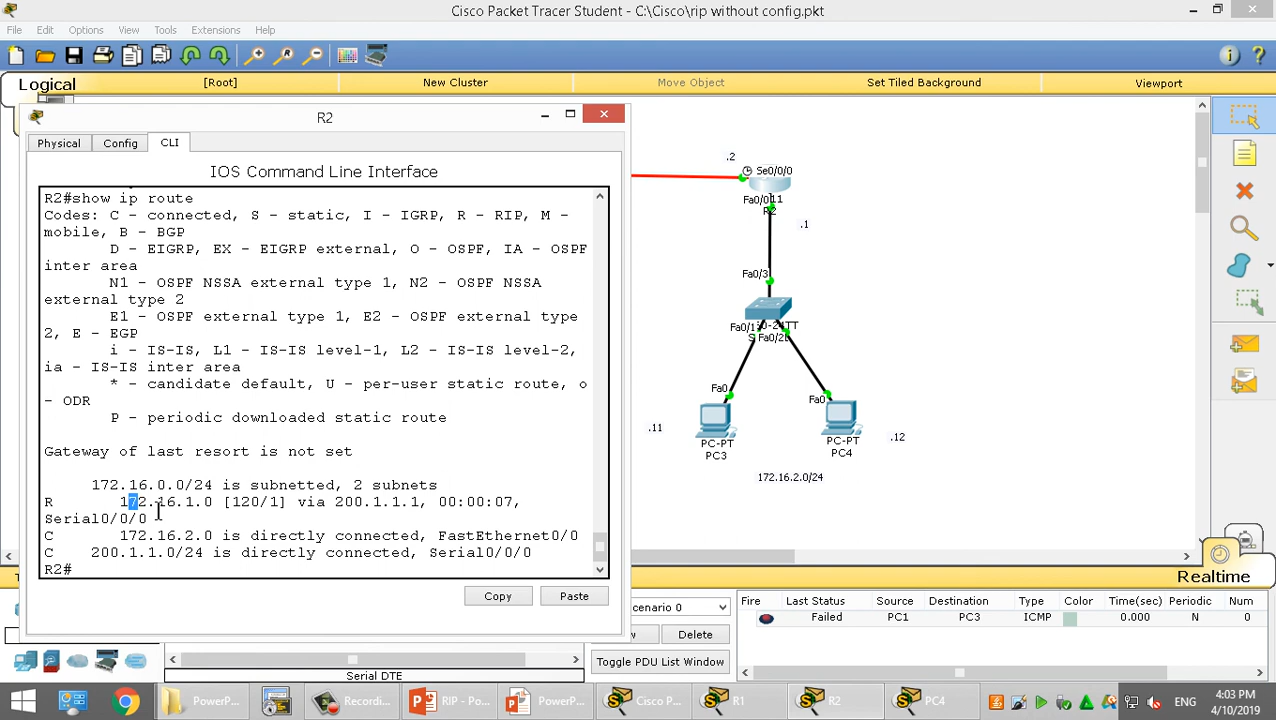 Cisco Packet Tracer Student - C:\Cisco\rip without config.pkt
File Edit Options View Tools Extensions Help
Logical [Root] New Cluster Move Object Set Tiled Background Viewport
R2
Physical Config CLI
IOS Command Line Interface
R2#show ip route
Codes: C - connected, S - static, I - IGRP, R - RIP, M -
mobile, B - BGP
D - EIGRP, EX - EIGRP external, O - OSPF, IA - OSPF
inter area
N1 - OSPF NSSA external type 1, N2 - OSPF NSSA
external type 2
E1 - OSPF external type 1, E2 - OSPF external type
2, E - EGP
i - IS-IS, L1 - IS-IS level-1, L2 - IS-IS level-2,
ia - IS-IS inter area
* - candidate default, U - per-user static route, o
- ODR
P - periodic downloaded static route
Gateway of last resort is not set
172.16.0.0/24 is subnetted, 2 subnets
R 172.16.1.0 [120/1] via 200.1.1.1, 00:00:07,
Serial0/0/0
C 172.16.2.0 is directly connected, FastEthernet0/0
C 200.1.1.0/24 is directly connected, Serial0/0/0
R2#
Copy Paste
.2
Se0/0/0
R2
.1
Fa0/3
Fa0/1
Fa0/2
Fa0
Fa0
.11
PC-PT
PC3
PC-PT
PC4
.12
172.16.2.0/24
Realtime
cenario 0
Delete
Toggle PDU List Window
Serial DTE
Fire Last Status Source Destination Type Color Time(sec) Periodic Num
Failed PC1 PC3 ICMP 0.000 N 0
PowerP... Recordi... RIP - Po... PowerP... Cisco P... R1 R2 PC4
ENG
4:03 PM
4/10/2019